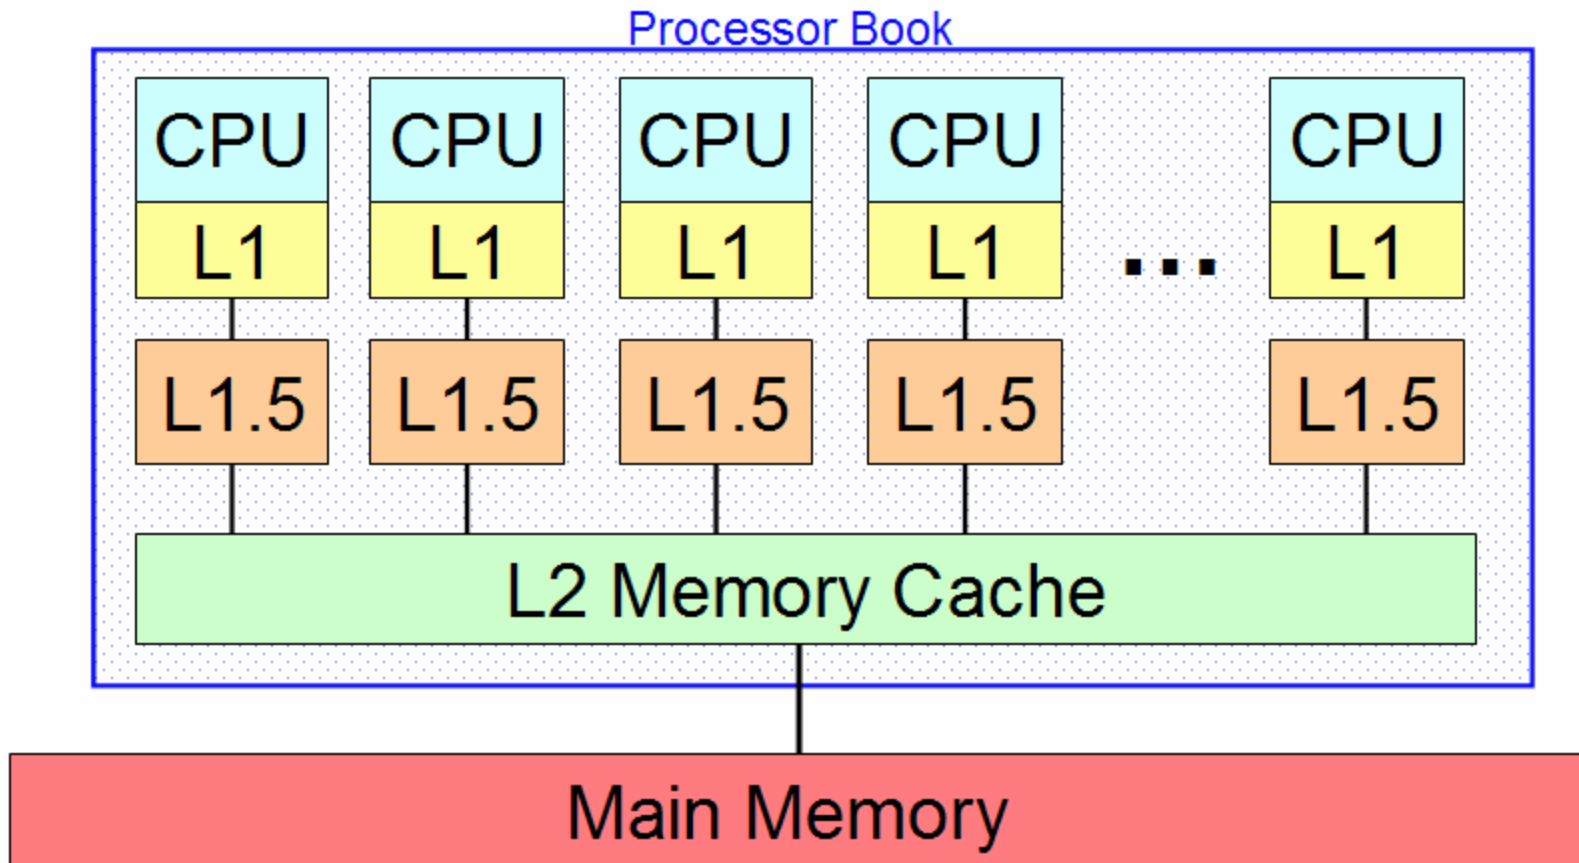 Processor Book
CPU CPU CPU CPU CPU
L1 L1 L1 L1 ... L1
L1.5 L1.5 L1.5 L1.5 L1.5
L2 Memory Cache
Main Memory